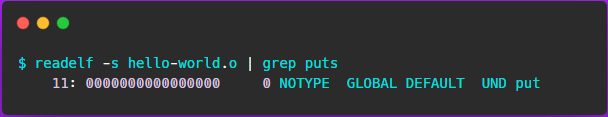 $ readelf -s hello-world.o | grep puts
    11: 0000000000000000     0 NOTYPE  GLOBAL DEFAULT  UND put